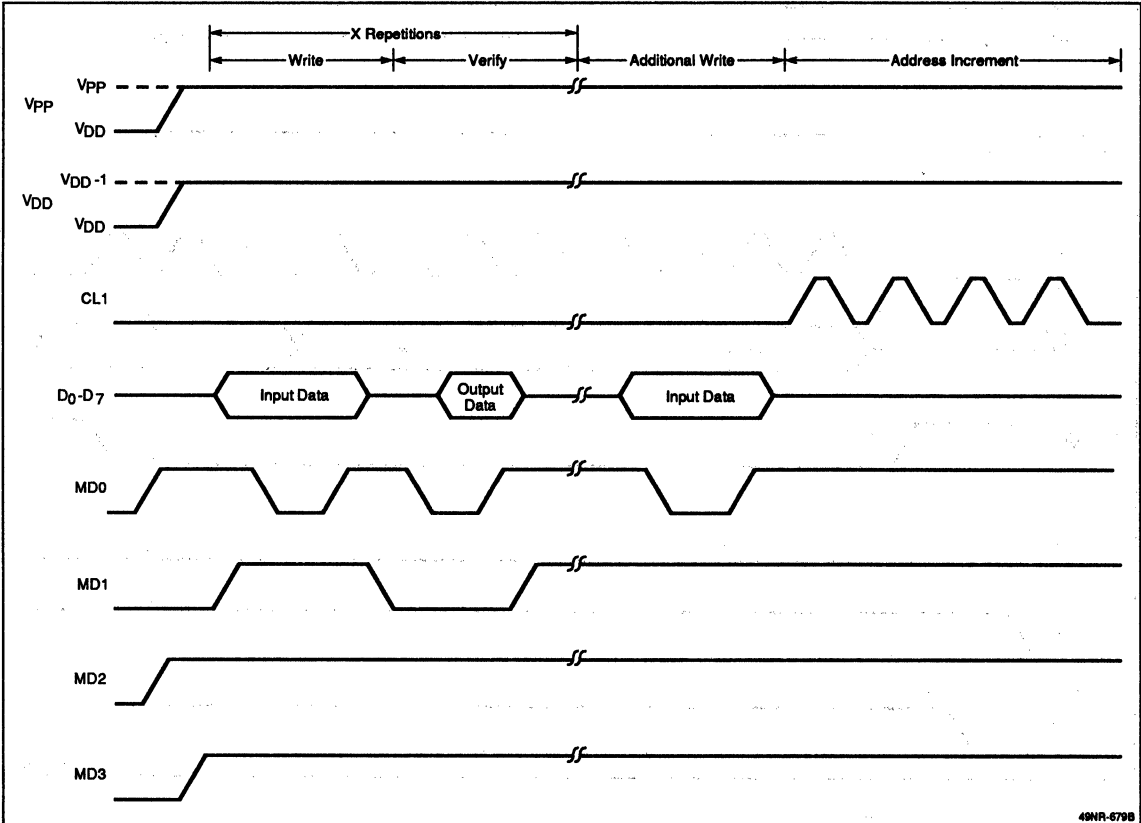 X Repetitions
Write Verify Additional Write Address Increment
VPP
VPP
VDD
VDD-1
VDD
VDD
CL1
D0-D7 Input Data Output Data Input Data
MD0
MD1
MD2
MD3
49NR-679B